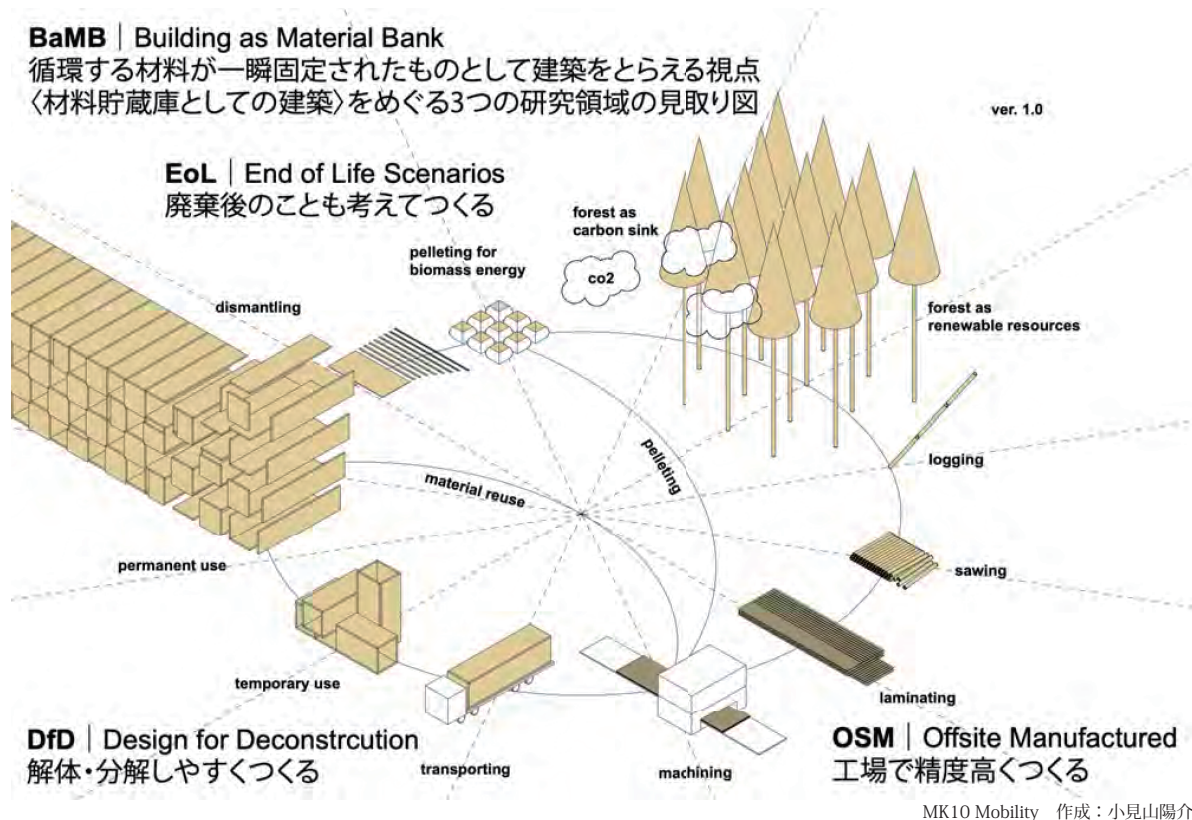 BaMB｜Building as Material Bank
循環する材料が一瞬固定されたものとして建築をとらえる視点
〈材料貯蔵庫としての建築〉をめぐる3つの研究領域の見取り図
ver. 1.0
EoL｜End of Life Scenarios
廃棄後のことも考えてつくる
forest as
carbon sink
pelleting for
biomass energy
co2
dismantling
forest as
renewable resources
pelleting
logging
material reuse
permanent use
sawing
temporary use
laminating
DfD｜Design for Deconstrcution
解体・分解しやすくつくる
transporting
machining
OSM｜Offsite Manufactured
工場で精度高くつくる
MK10 Mobility　作成：小見山陽介